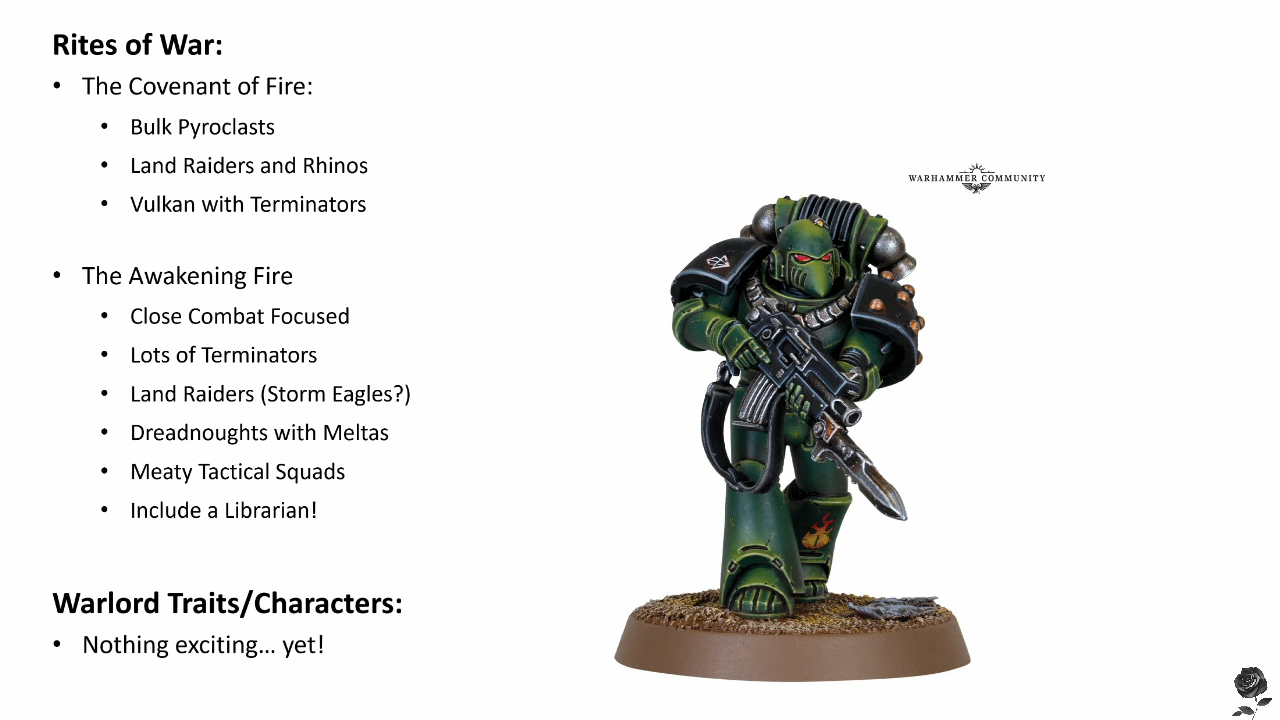 Rites of War:
• The Covenant of Fire:
• Bulk Pyroclasts
• Land Raiders and Rhinos
• Vulkan with Terminators
• The Awakening Fire
• Close Combat Focused
• Lots of Terminators
• Land Raiders (Storm Eagles?)
• Dreadnoughts with Meltas
• Meaty Tactical Squads
• Include a Librarian!
Warlord Traits/Characters:
• Nothing exciting... yet!
WARHAMMER COMMUNITY